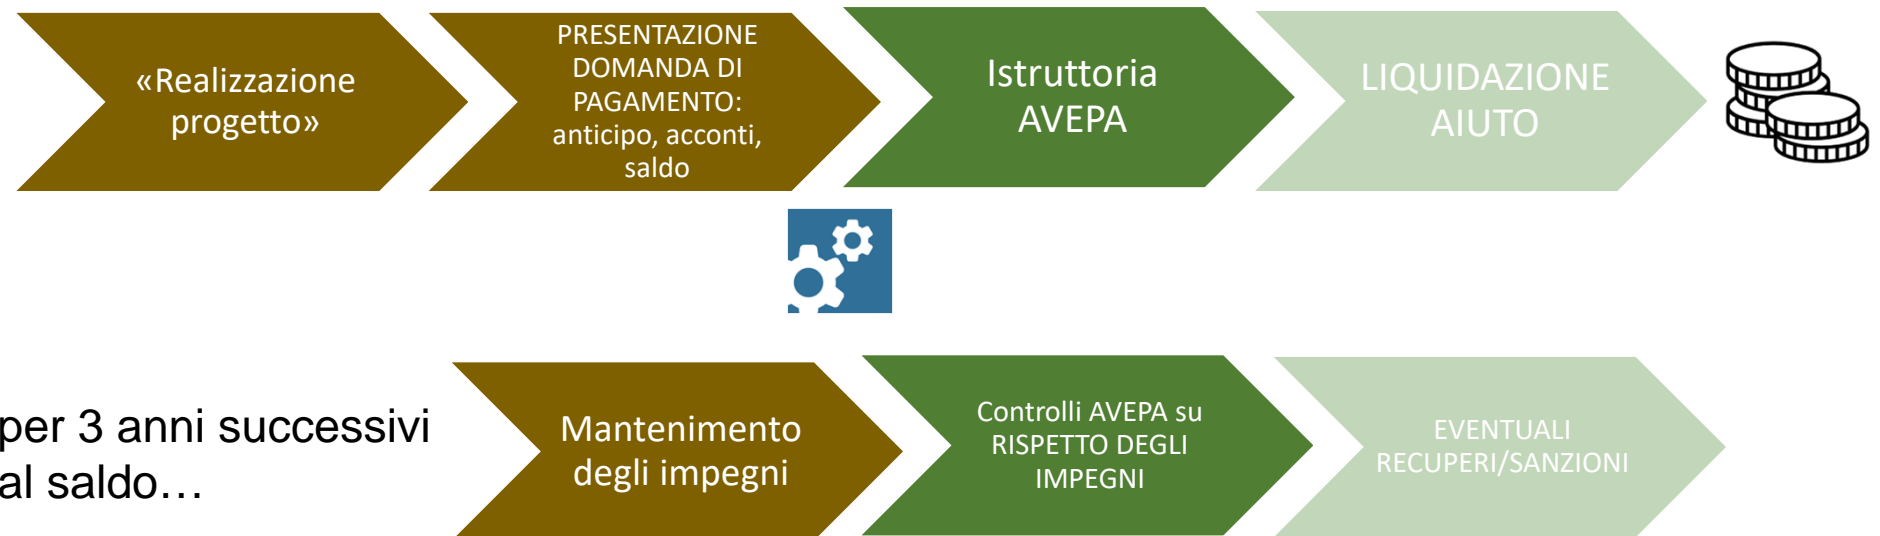 «Realizzazione
progetto»
PRESENTAZIONE
DOMANDA DI
PAGAMENTO:
anticipo, acconti,
saldo
Istruttoria
AVEPA
LIQUIDAZIONE
AIUTO
per 3 anni successivi
al saldo…
Mantenimento
degli impegni
Controlli AVEPA su
RISPETTO DEGLI
IMPEGNI
EVENTUALI
RECUPERI/SANZIONI